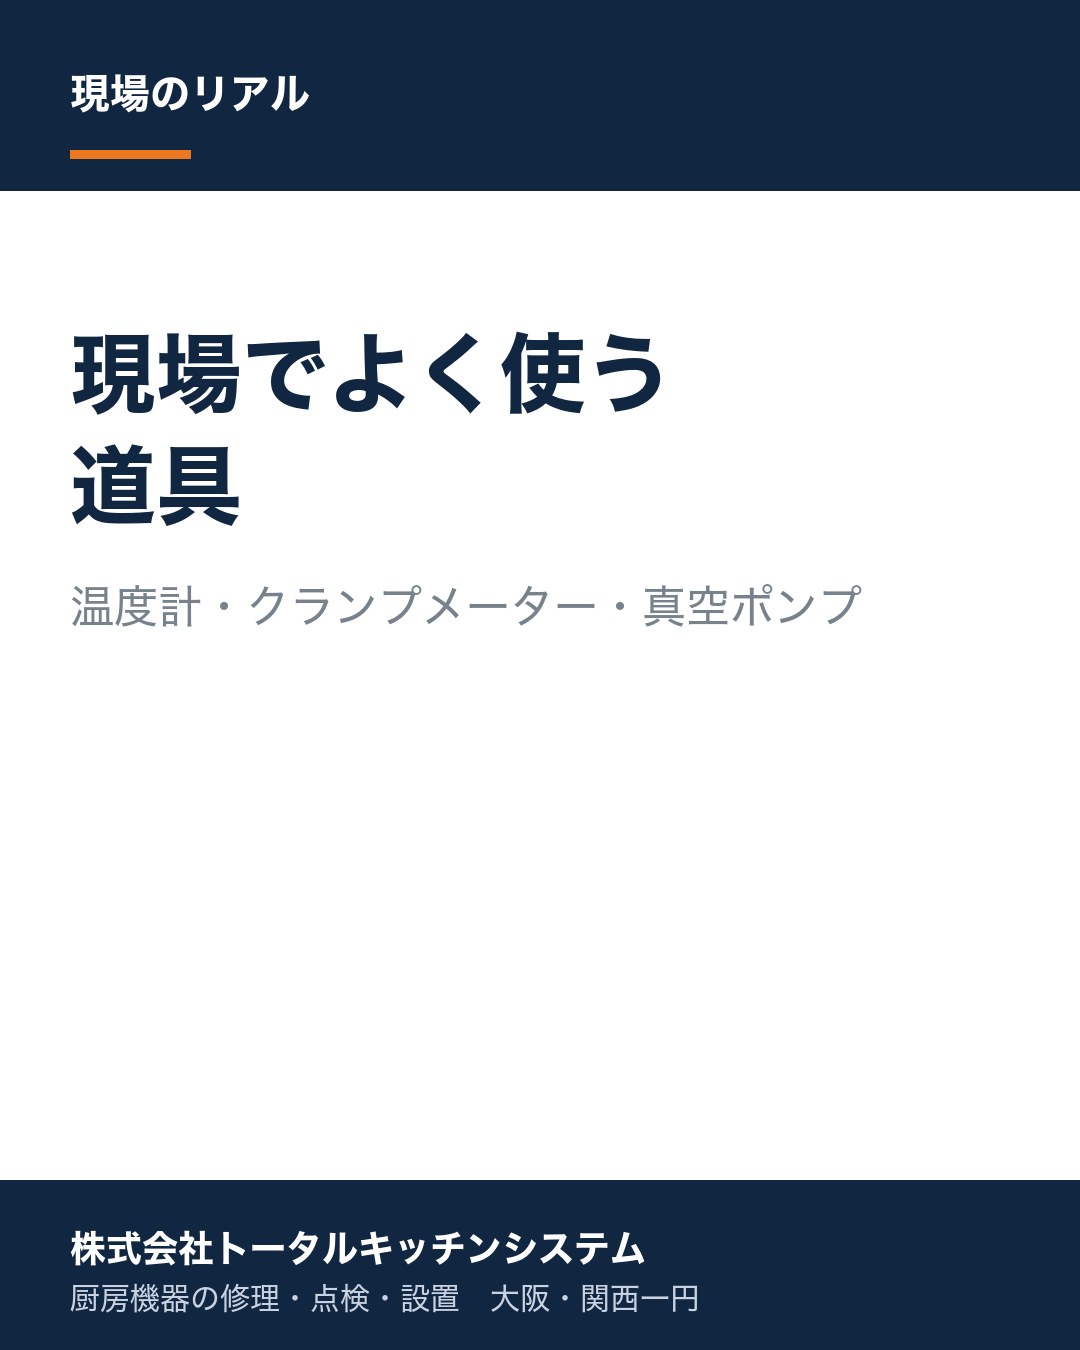 現場のリアル
現場でよく使う
道具
温度計・クランプメーター・真空ポンプ
株式会社トータルキッチンシステム
厨房機器の修理・点検・設置　大阪・関西一円